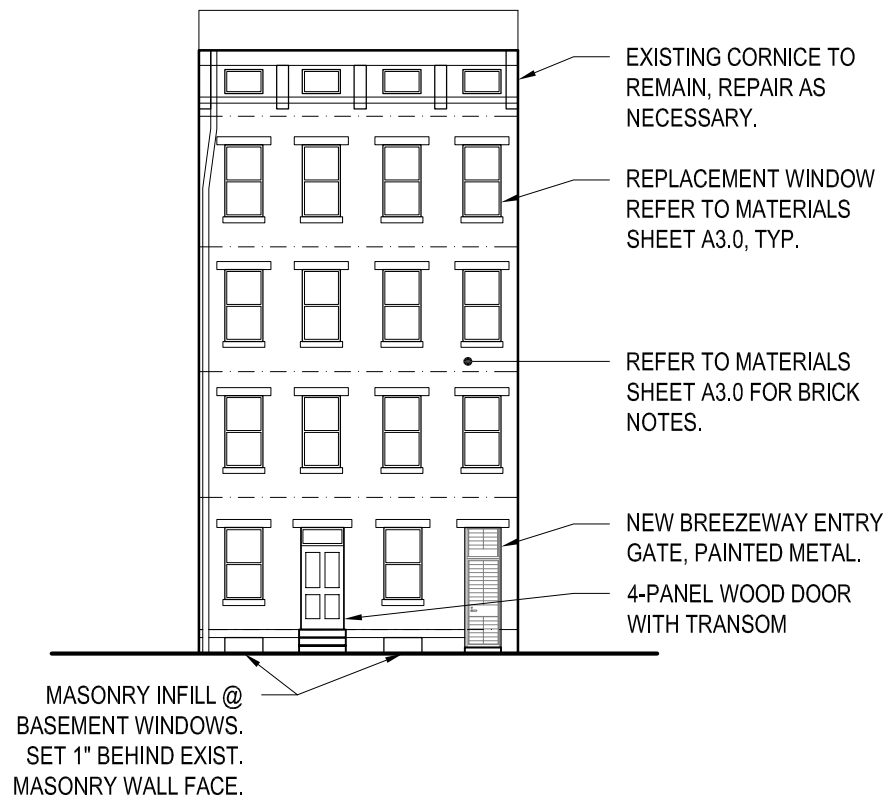 EXISTING CORNICE TO
REMAIN, REPAIR AS
NECESSARY.
REPLACEMENT WINDOW
REFER TO MATERIALS
SHEET A3.0, TYP.
REFER TO MATERIALS
SHEET A3.0 FOR BRICK
NOTES.
NEW BREEZEWAY ENTRY
GATE, PAINTED METAL.
4-PANEL WOOD DOOR
WITH TRANSOM
MASONRY INFILL @
BASEMENT WINDOWS.
SET 1" BEHIND EXIST.
MASONRY WALL FACE.